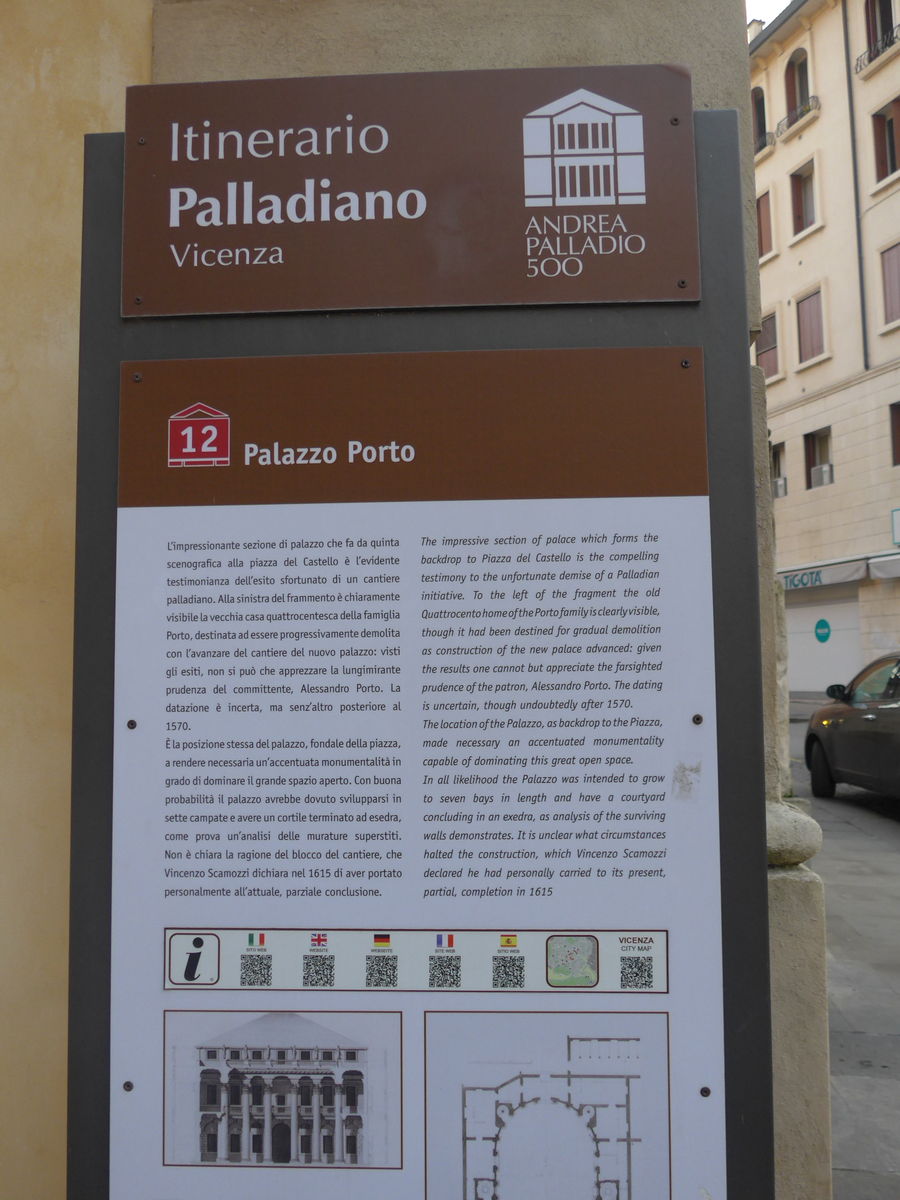 Itinerario
Palladiano
Vicenza
ANDREA
PALLADIO
500
12
Palazzo Porto
L'impressionante sezione di palazzo che fa da quinta
scenografica alla piazza del Castello è l'evidente
testimonianza dell'esito sfortunato di un cantiere
palladiano. Alla sinistra del frammento è chiaramente
visibile la vecchia casa quattrocentesca della famiglia
Porto, destinata ad essere progressivamente demolita
con l'avanzare del cantiere del nuovo palazzo: visti
gli esiti, non si può che apprezzare la lungimirante
prudenza del committente, Alessandro Porto. La
datazione è incerta, ma senz'altro posteriore al
1570.
È la posizione stessa del palazzo, fondale della piazza,
a rendere necessaria un'accentuata monumentalità in
grado di dominare il grande spazio aperto. Con buona
probabilità il palazzo avrebbe dovuto svilupparsi in
sette campate e avere un cortile terminato ad esedra,
come prova un'analisi delle murature superstiti.
Non è chiara la ragione del blocco del cantiere, che
Vincenzo Scamozzi dichiara nel 1615 di aver portato
personalmente all'attuale, parziale conclusione.
The impressive section of palace which forms the
backdrop to Piazza del Castello is the compelling
testimony to the unfortunate demise of a Palladian
initiative. To the left of the fragment the old
Quattrocento home of the Porto family is clearly visible,
though it had been destined for gradual demolition
as construction of the new palace advanced: given
the results one cannot but appreciate the farsighted
prudence of the patron, Alessandro Porto. The dating
is uncertain, though undoubtedly after 1570.
The location of the Palazzo, as backdrop to the Piazza,
made necessary an accentuated monumentality
capable of dominating this great open space.
In all likelihood the Palazzo was intended to grow
to seven bays in length and have a courtyard
concluding in an exedra, as analysis of the surviving
walls demonstrates. It is unclear what circumstances
halted the construction, which Vincenzo Scamozzi
declared he had personally carried to its present,
partial, completion in 1615
i
SITO WEB
WEBSITE
WEBSEITE
SITE WEB
SITIO WEB
VICENZA
CITY MAP
TIGOTÀ